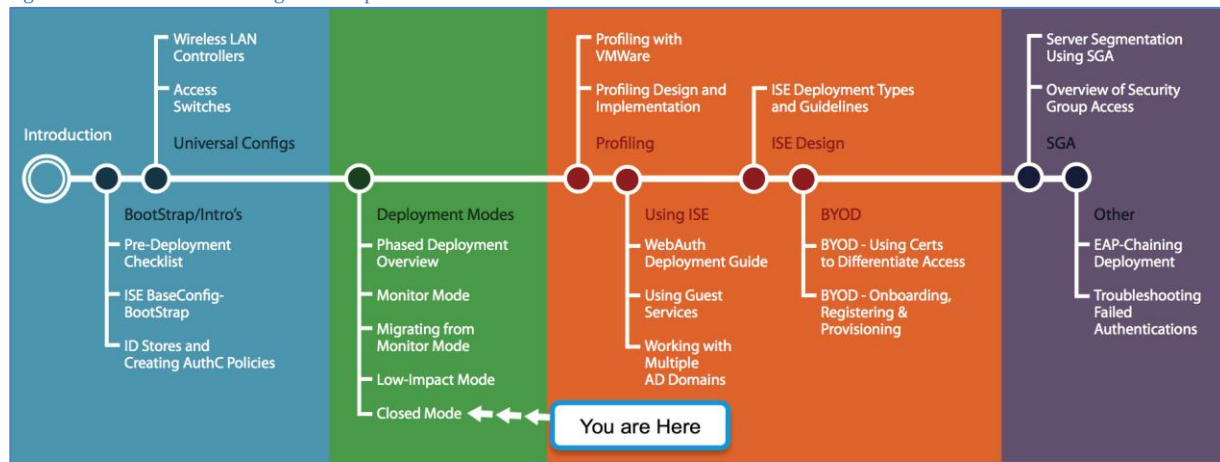 Introduction
Wireless LAN
Controllers
Access
Switches
Universal Configs
BootStrap/Intro's
Pre-Deployment
Checklist
ISE BaseConfig-
BootStrap
ID Stores and
Creating AuthC Policies
Deployment Modes
Phased Deployment
Overview
Monitor Mode
Migrating from
Monitor Mode
Low-Impact Mode
Closed Mode
You are Here
Profiling with
VMWare
Profiling Design and
Implementation
Profiling
Using ISE
WebAuth
Deployment Guide
Using Guest
Services
Working with
Multiple
AD Domains
ISE Deployment Types
and Guidelines
ISE Design
BYOD
BYOD - Using Certs
to Differentiate Access
BYOD - Onboarding,
Registering &
Provisioning
Server Segmentation
Using SGA
Overview of Security
Group Access
SGA
Other
EAP-Chaining
Deployment
Troubleshooting
Failed
Authentications